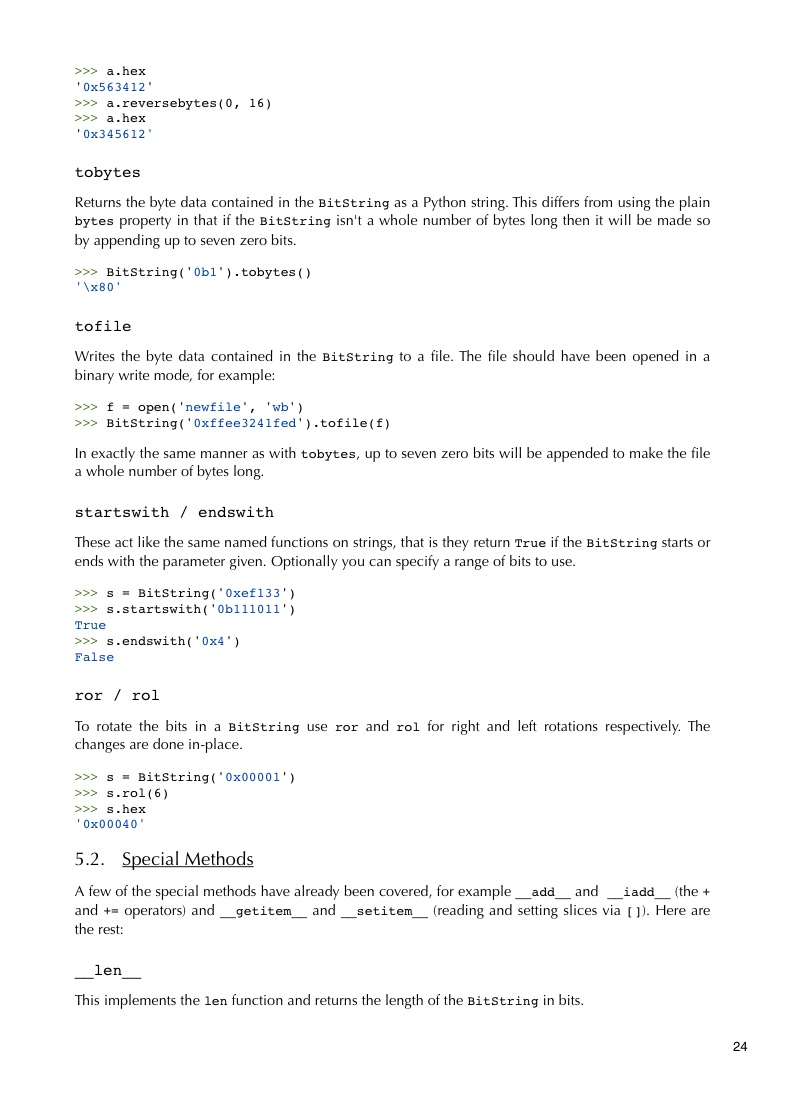 >>> a.hex
'0x563412'
>>> a.reversebytes(0, 16)
>>> a.hex
'0x345612'
tobytes
Returns the byte data contained in the BitString as a Python string. This differs from using the plain
bytes property in that if the BitString isn't a whole number of bytes long then it will be made so
by appending up to seven zero bits.
>>> BitString('0b1').tobytes()
'\x80'
tofile
Writes the byte data contained in the BitString to a file. The file should have been opened in a
binary write mode, for example:
>>> f = open('newfile', 'wb')
>>> BitString('0xffee3241fed').tofile(f)
In exactly the same manner as with tobytes, up to seven zero bits will be appended to make the file
a whole number of bytes long.
startswith / endswith
These act like the same named functions on strings, that is they return True if the BitString starts or
ends with the parameter given. Optionally you can specify a range of bits to use.
>>> s = BitString('0xef133')
>>> s.startswith('0b111011')
True
>>> s.endswith('0x4')
False
ror / rol
To rotate the bits in a BitString use ror and rol for right and left rotations respectively. The
changes are done in-place.
>>> s = BitString('0x00001')
>>> s.rol(6)
>>> s.hex
'0x00040'
5.2. Special Methods
A few of the special methods have already been covered, for example __add__ and __iadd__ (the +
and += operators) and __getitem__ and __setitem__ (reading and setting slices via []). Here are
the rest:
__len__
This implements the len function and returns the length of the BitString in bits.
24